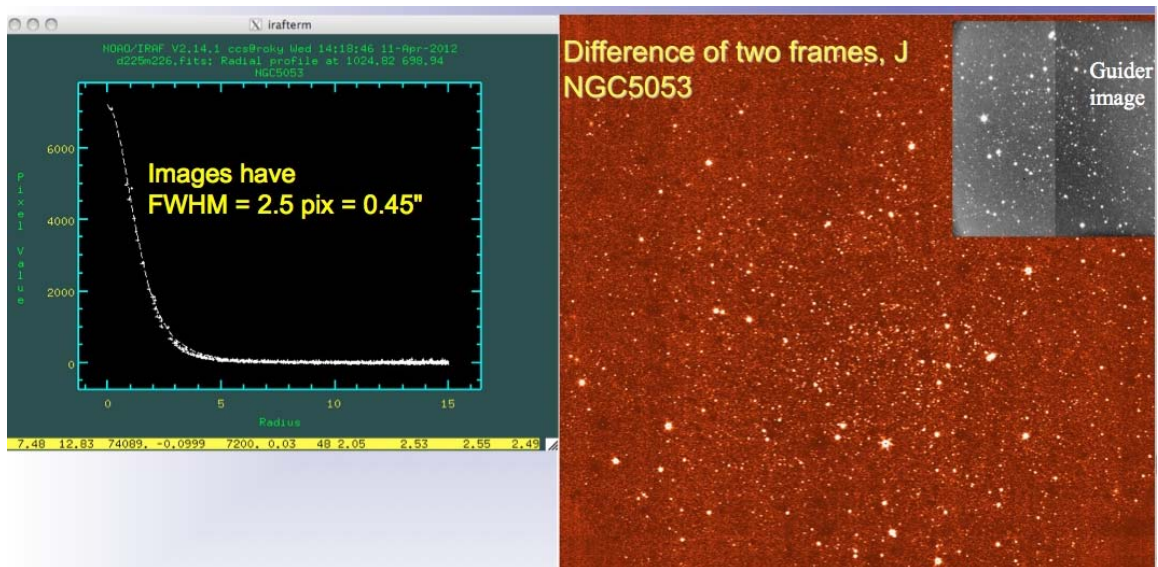 X irafterm
NOAO/IRAF V2.14.1 ccs@roky Wed 14:18:46 11-Apr-2012
d225m226.fits: Radial profile at 1024.82 698.94
NGC5053
6000
4000
2000
0
Pixel Value
Images have
FWHM = 2.5 pix = 0.45"
0 5 10 15
Radius
7.48 12.83 74089. -0.0999 7200. 0.03 48 2.05 2.53 2.55 2.49
Difference of two frames, J
NGC5053
Guider
image